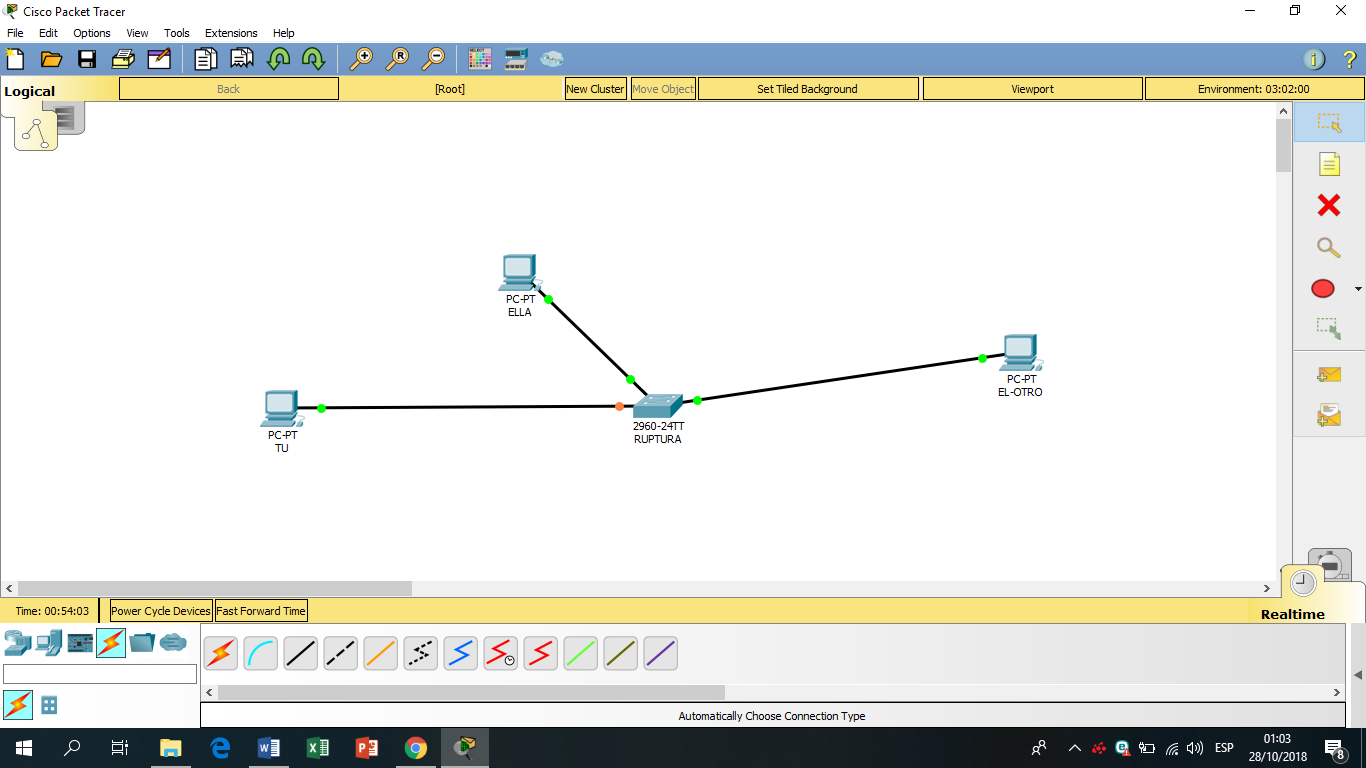 Cisco Packet Tracer
File Edit Options View Tools Extensions Help
SELECT
R
i ?
Logical Back [Root] New Cluster Move Object Set Tiled Background Viewport Environment: 03:02:00
PC-PT
ELLA
PC-PT
EL-OTRO
PC-PT
TU
2960-24TT
RUPTURA
Time: 00:54:03 Power Cycle Devices Fast Forward Time
Realtime
Automatically Choose Connection Type
ESP
01:03
28/10/2018
8